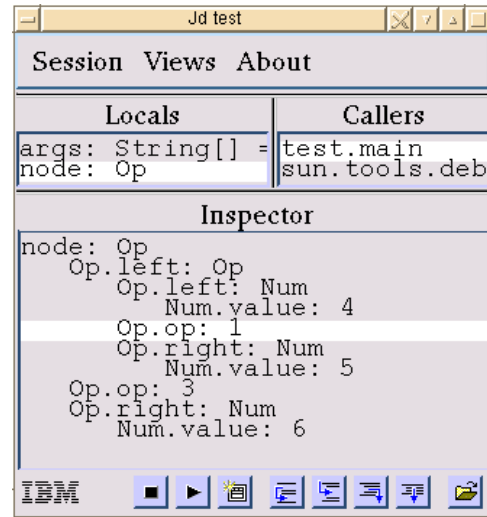 Jd test
Session Views About
Locals
Callers
args: String[] =
node: Op
test.main
sun.tools.deb
Inspector
node: Op
Op.left: Op
Op.left: Num
Num.value: 4
Op.op: 1
Op.right: Num
Num.value: 5
Op.op: 3
Op.right: Num
Num.value: 6
IBM